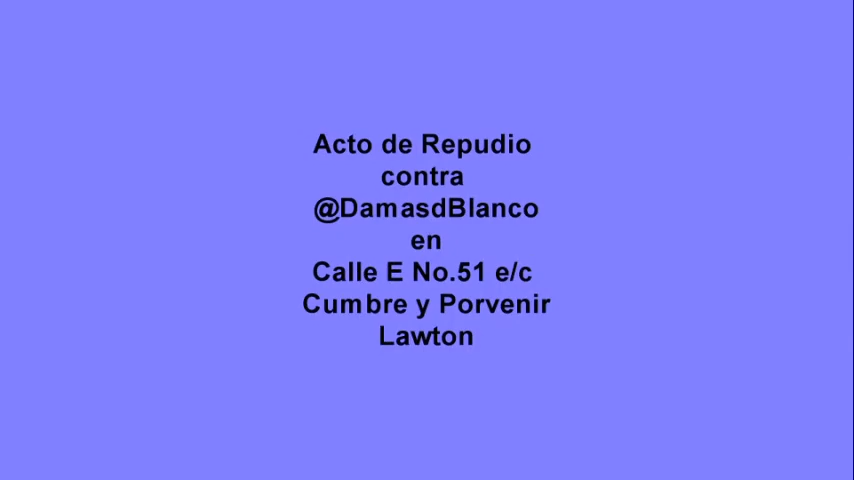 Acto de Repudio
contra
@DamasdBlanco
en
Calle E No.51 e/c
Cumbre y Porvenir
Lawton